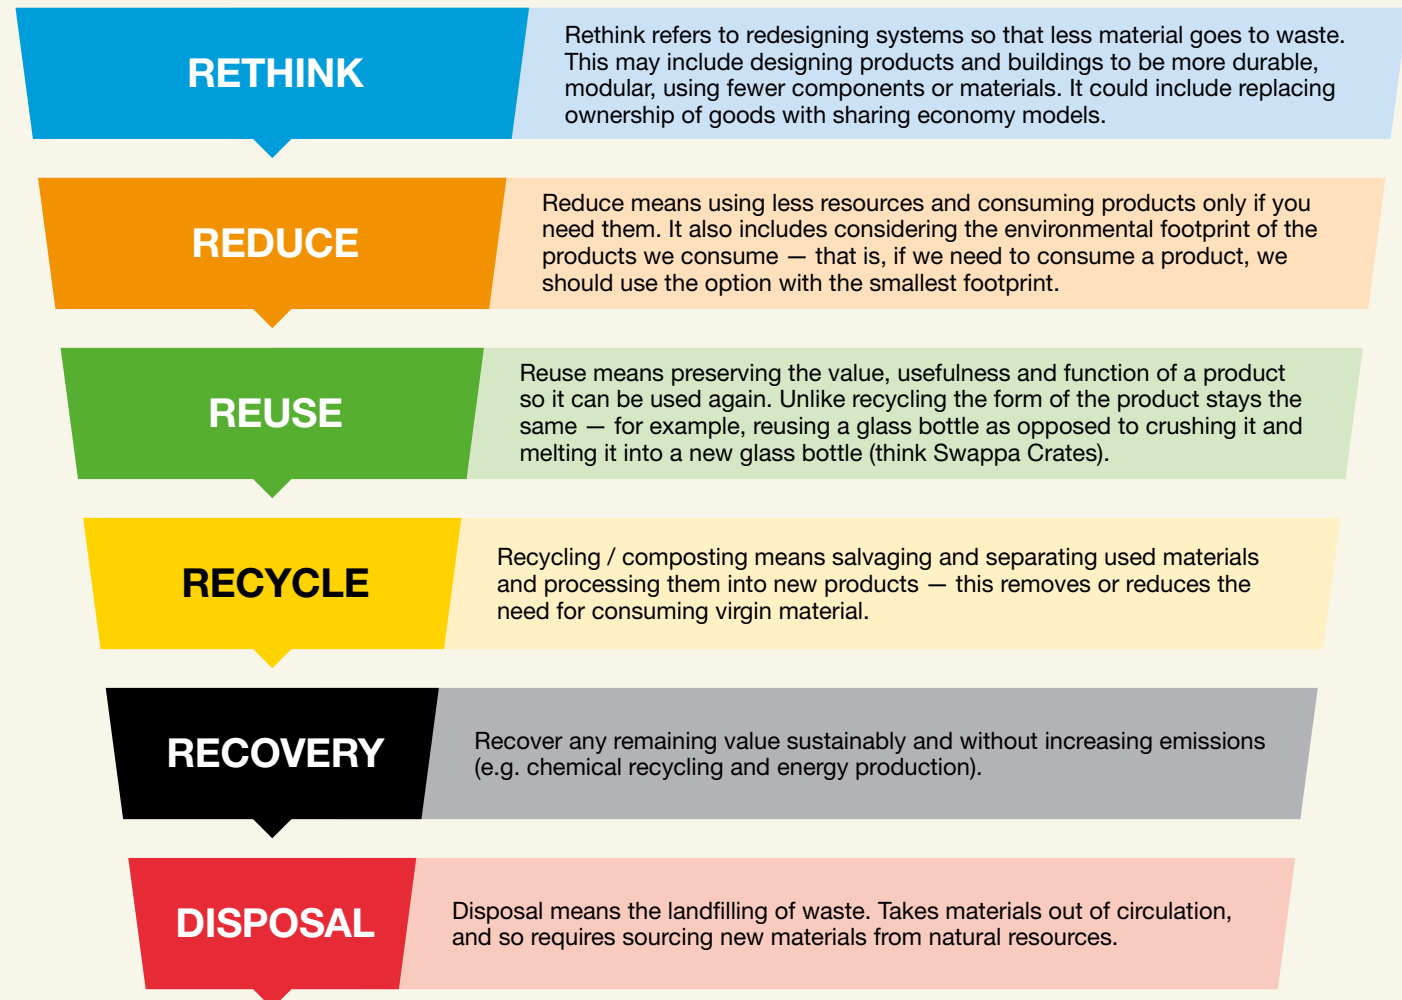 RETHINK
Rethink refers to redesigning systems so that less material goes to waste.
This may include designing products and buildings to be more durable,
modular, using fewer components or materials. It could include replacing
ownership of goods with sharing economy models.
REDUCE
Reduce means using less resources and consuming products only if you
need them. It also includes considering the environmental footprint of the
products we consume — that is, if we need to consume a product, we
should use the option with the smallest footprint.
REUSE
Reuse means preserving the value, usefulness and function of a product
so it can be used again. Unlike recycling the form of the product stays the
same — for example, reusing a glass bottle as opposed to crushing it and
melting it into a new glass bottle (think Swappa Crates).
RECYCLE
Recycling / composting means salvaging and separating used materials
and processing them into new products — this removes or reduces the
need for consuming virgin material.
RECOVERY
Recover any remaining value sustainably and without increasing emissions
(e.g. chemical recycling and energy production).
DISPOSAL
Disposal means the landfilling of waste. Takes materials out of circulation,
and so requires sourcing new materials from natural resources.